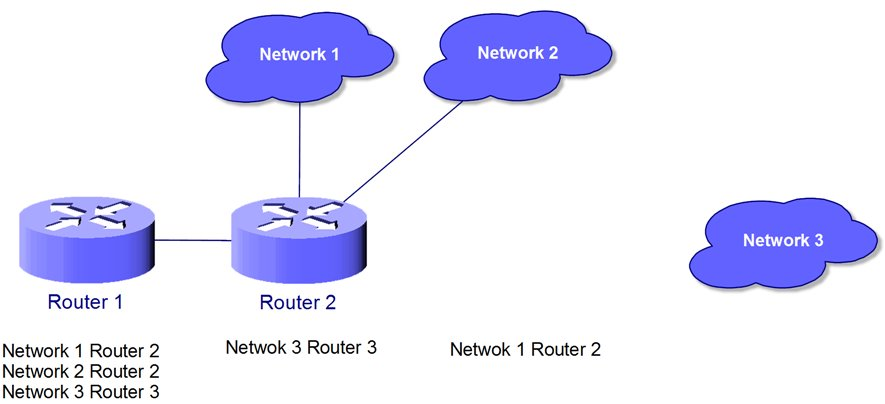 Network 1
Network 2
Network 3
Router 1
Router 2
Network 1 Router 2
Network 2 Router 2
Network 3 Router 3
Netwok 3 Router 3
Netwok 1 Router 2